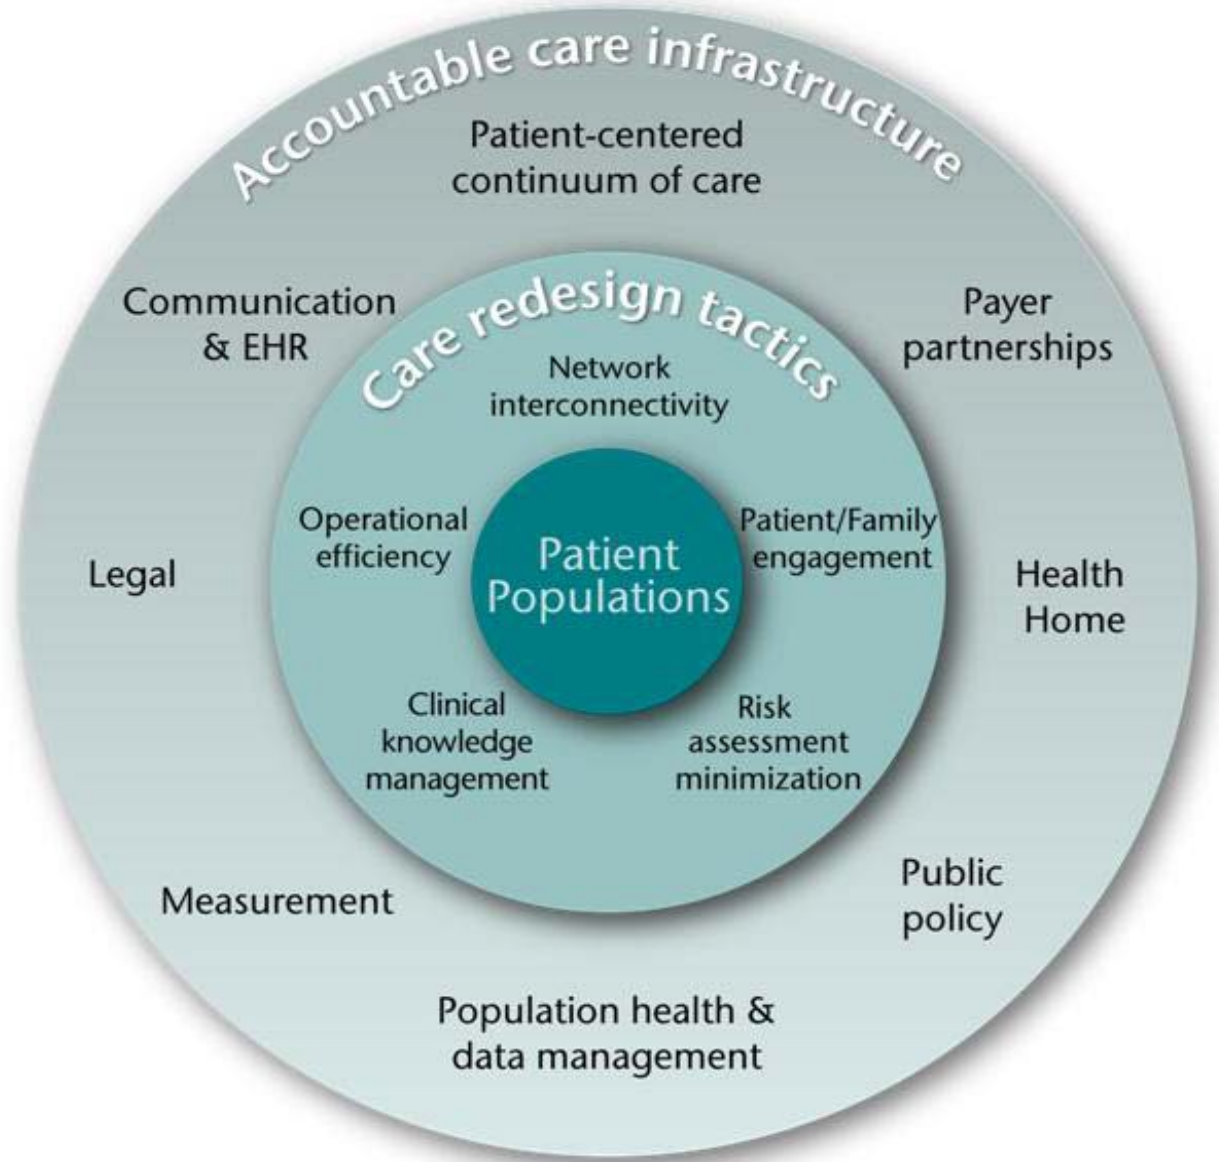 Accountable care infrastructure
Patient-centered
continuum of care
Communication
& EHR
Payer
partnerships
Care redesign tactics
Network
interconnectivity
Operational
efficiency
Patient/Family
engagement
Patient
Populations
Legal
Health
Home
Clinical
knowledge
management
Risk
assessment
minimization
Measurement
Public
policy
Population health &
data management